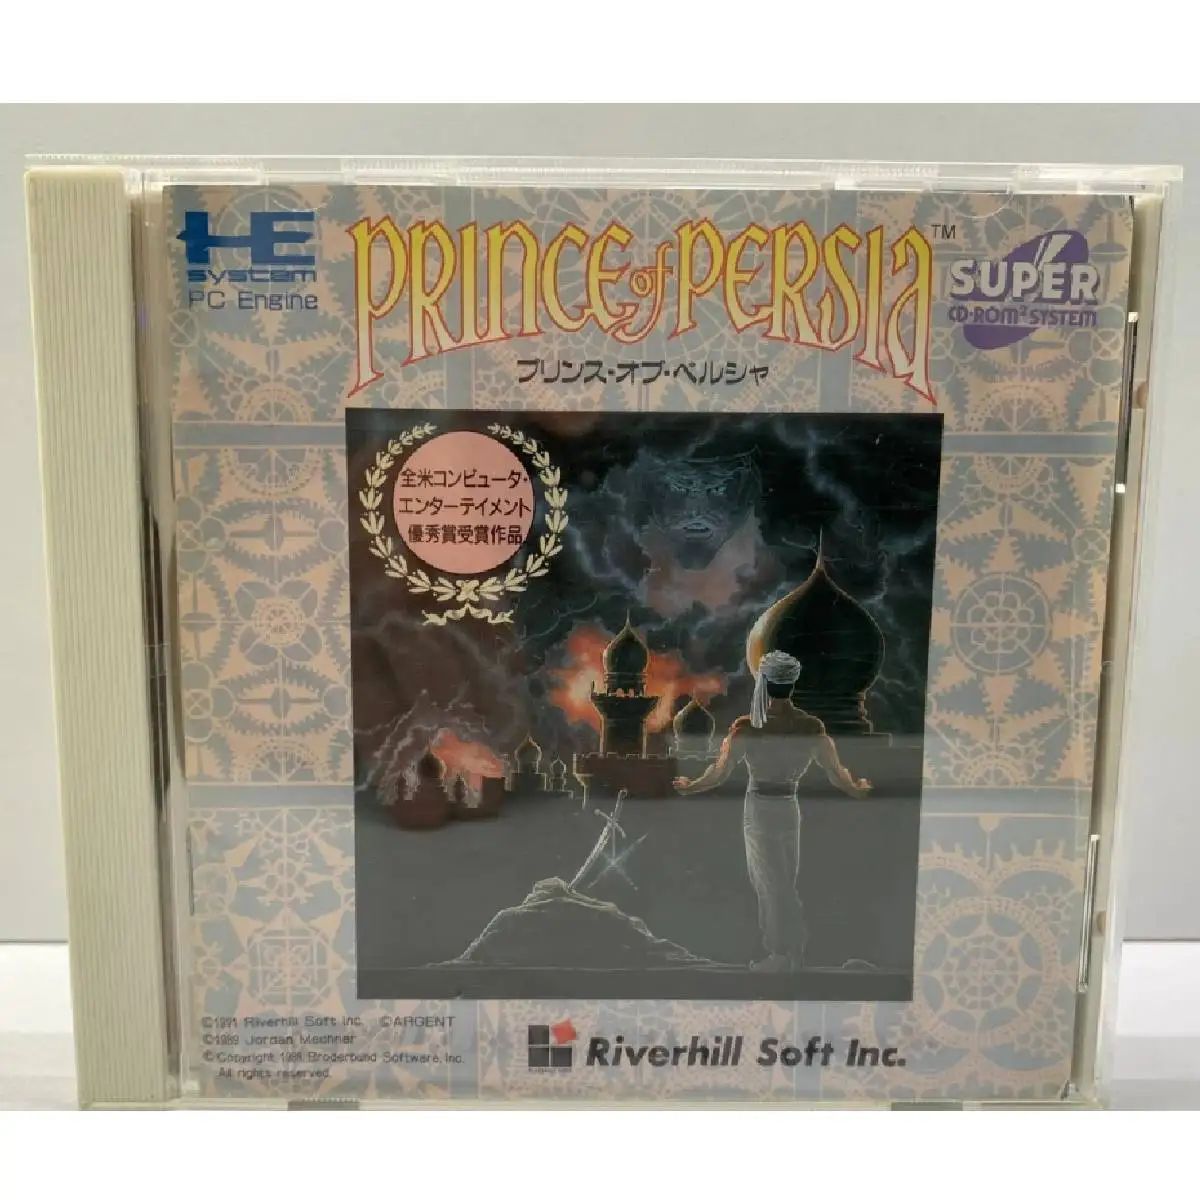 HE
system
PC Engine
PRINCE of PERSIA™
プリンス・オブ・ペルシャ
SUPER
CD-ROM² SYSTEM
全米コンピュータ・
エンターテイメント
優秀賞受賞作品
©1991 Riverhill Soft Inc. ©ARGENT
©1989 Jordan Mechner
© Copyright, 1989, Broderbund Software, Inc.
All rights reserved.
Riverhill Soft Inc.